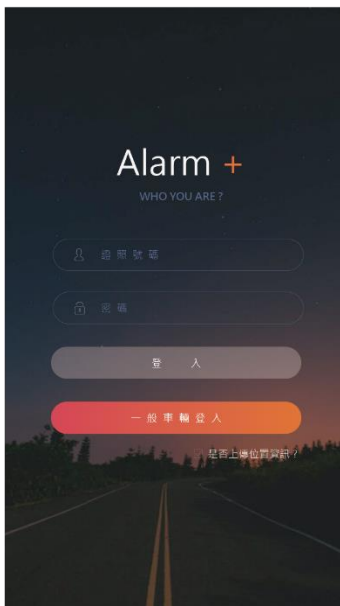 Alarm +
WHO YOU ARE ?
證照號碼
密碼
登 入
一般車輛登入
是否上傳位置資訊 ?